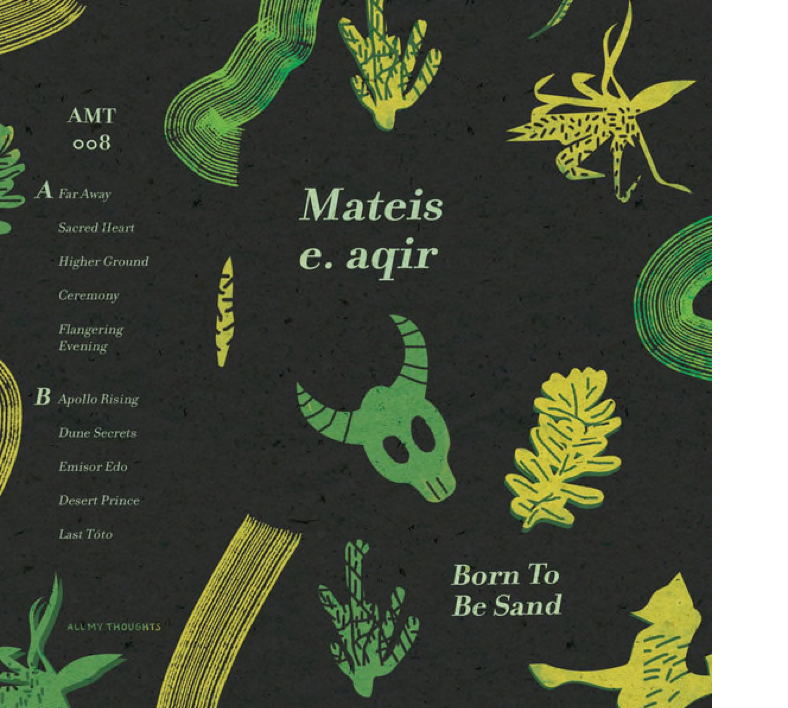 AMT
008
A Far Away
Sacred Heart
Higher Ground
Ceremony
Flangering
Evening
B Apollo Rising
Dune Secrets
Emisor Edo
Desert Prince
Last Tóto
ALL MY THOUGHTS
Mateis
e. aqir
Born To
Be Sand